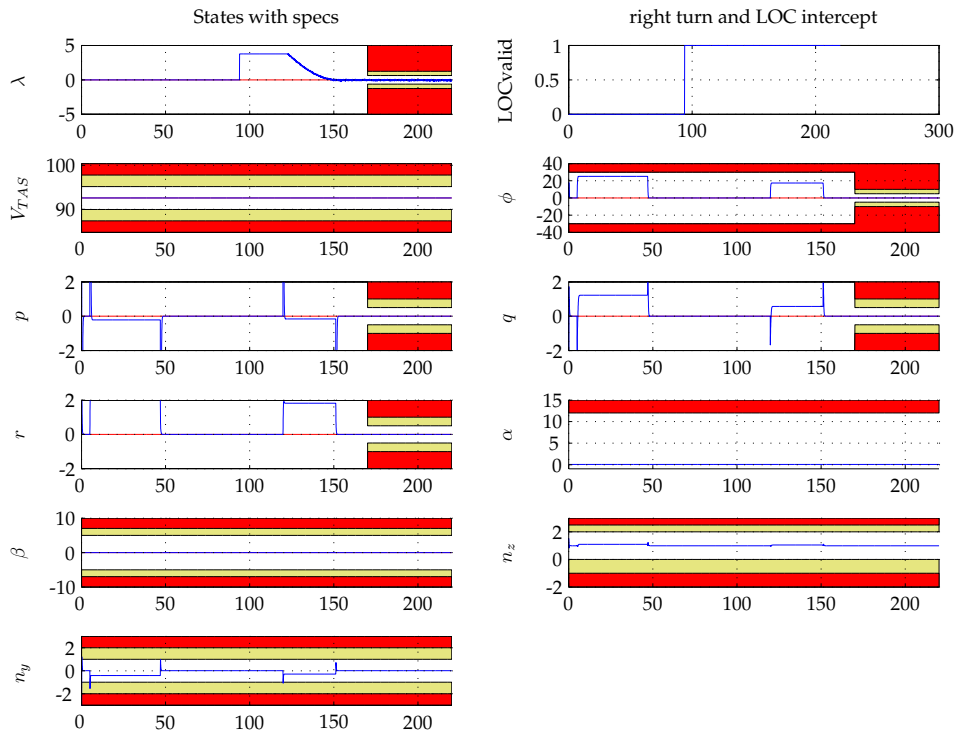 States with specs
right turn and LOC intercept
λ
5
0
-5
0 50 100 150 200
LOCvalid
1
0.5
0
0 100 200 300
V_TAS
100
90
0 50 100 150 200
ϕ
40
20
0
-20
-40
0 50 100 150 200
p
2
0
-2
0 50 100 150 200
q
2
0
-2
0 50 100 150 200
r
2
0
-2
0 50 100 150 200
α
15
10
5
0
0 50 100 150 200
β
10
0
-10
0 50 100 150 200
n_z
2
0
-2
0 50 100 150 200
n_y
2
0
-2
0 50 100 150 200